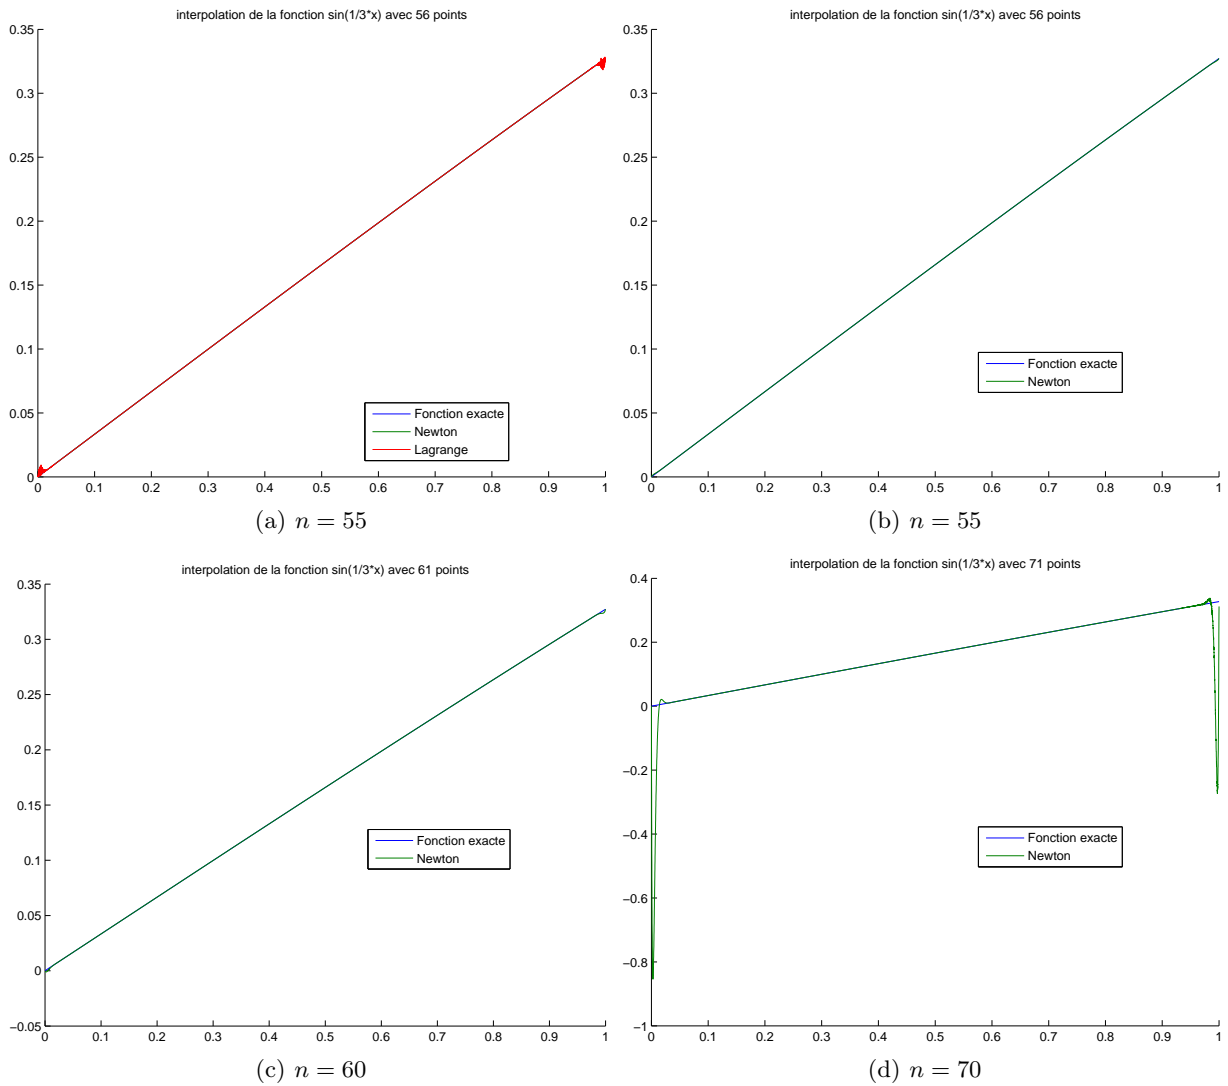 interpolation de la fonction sin(1/3*x) avec 56 points
0.35
0.3
0.25
0.2
0.15
0.1
0.05
0
0 0.1 0.2 0.3 0.4 0.5 0.6 0.7 0.8 0.9 1
Fonction exacte
Newton
Lagrange
(a) n = 55
interpolation de la fonction sin(1/3*x) avec 56 points
0.35
0.3
0.25
0.2
0.15
0.1
0.05
0
0 0.1 0.2 0.3 0.4 0.5 0.6 0.7 0.8 0.9 1
Fonction exacte
Newton
(b) n = 55
interpolation de la fonction sin(1/3*x) avec 61 points
0.35
0.3
0.25
0.2
0.15
0.1
0.05
0
−0.05
0 0.1 0.2 0.3 0.4 0.5 0.6 0.7 0.8 0.9 1
Fonction exacte
Newton
(c) n = 60
interpolation de la fonction sin(1/3*x) avec 71 points
0.4
0.2
0
−0.2
−0.4
−0.6
−0.8
−1
0 0.1 0.2 0.3 0.4 0.5 0.6 0.7 0.8 0.9 1
Fonction exacte
Newton
(d) n = 70